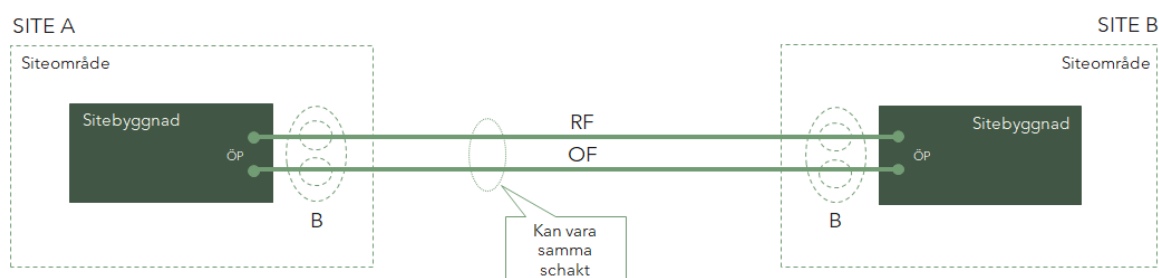 SITE A
SITE B
Siteområde
Siteområde
Sitebyggnad
Sitebyggnad
RF
ÖP
OF
ÖP
B
B
Kan vara
samma
schakt